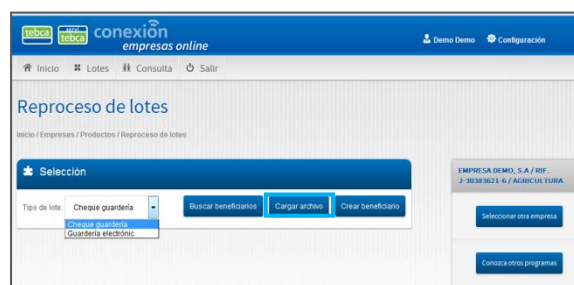 tebca servi tebca conexión
empresas online
Demo Demo Configuración
Inicio Lotes Consulta Salir
Reproceso de lotes
Inicio / Empresas / Productos / Reproceso de lotes
Selección
Tipo de lote: Cheque guardería Buscar beneficiarios Cargar archivo Crear beneficiario
Cheque guardería
Guardería electrónic
EMPRESA DEMO, S.A / RIF.
J-30383621-6 / AGRICULTURA
Seleccionar otra empresa
Conozca otros programas